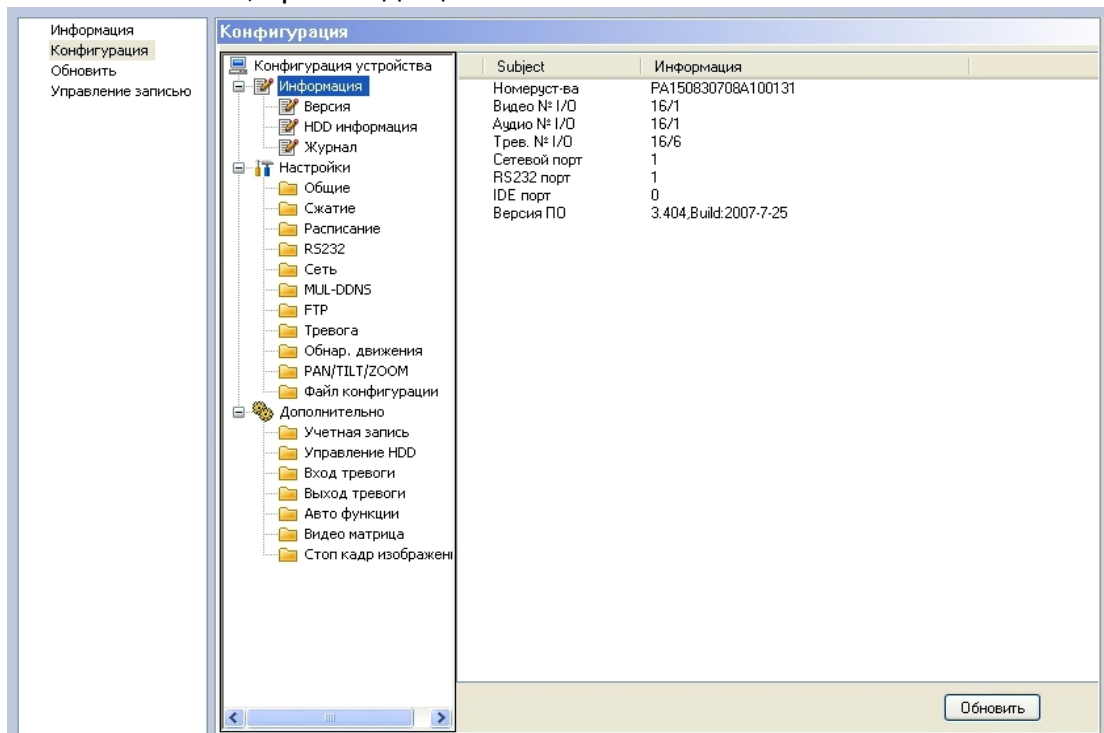 Информация
Конфигурация
Обновить
Управление записью
Конфигурация
Конфигурация устройства
Информация
Версия
HDD информация
Журнал
Настройки
Общие
Сжатие
Расписание
RS232
Сеть
MUL-DDNS
FTP
Тревога
Обнар. движения
PAN/TILT/ZOOM
Файл конфигурации
Дополнительно
Учетная запись
Управление HDD
Вход тревоги
Выход тревоги
Авто функции
Видео матрица
Стоп кадр изображени
Subject Информация
Номеруст-ва PA150830708A100131
Видео № I/O 16/1
Аудио № I/O 16/1
Трев. № I/O 16/6
Сетевой порт 1
RS232 порт 1
IDE порт 0
Версия ПО 3.404,Build:2007-7-25
Обновить